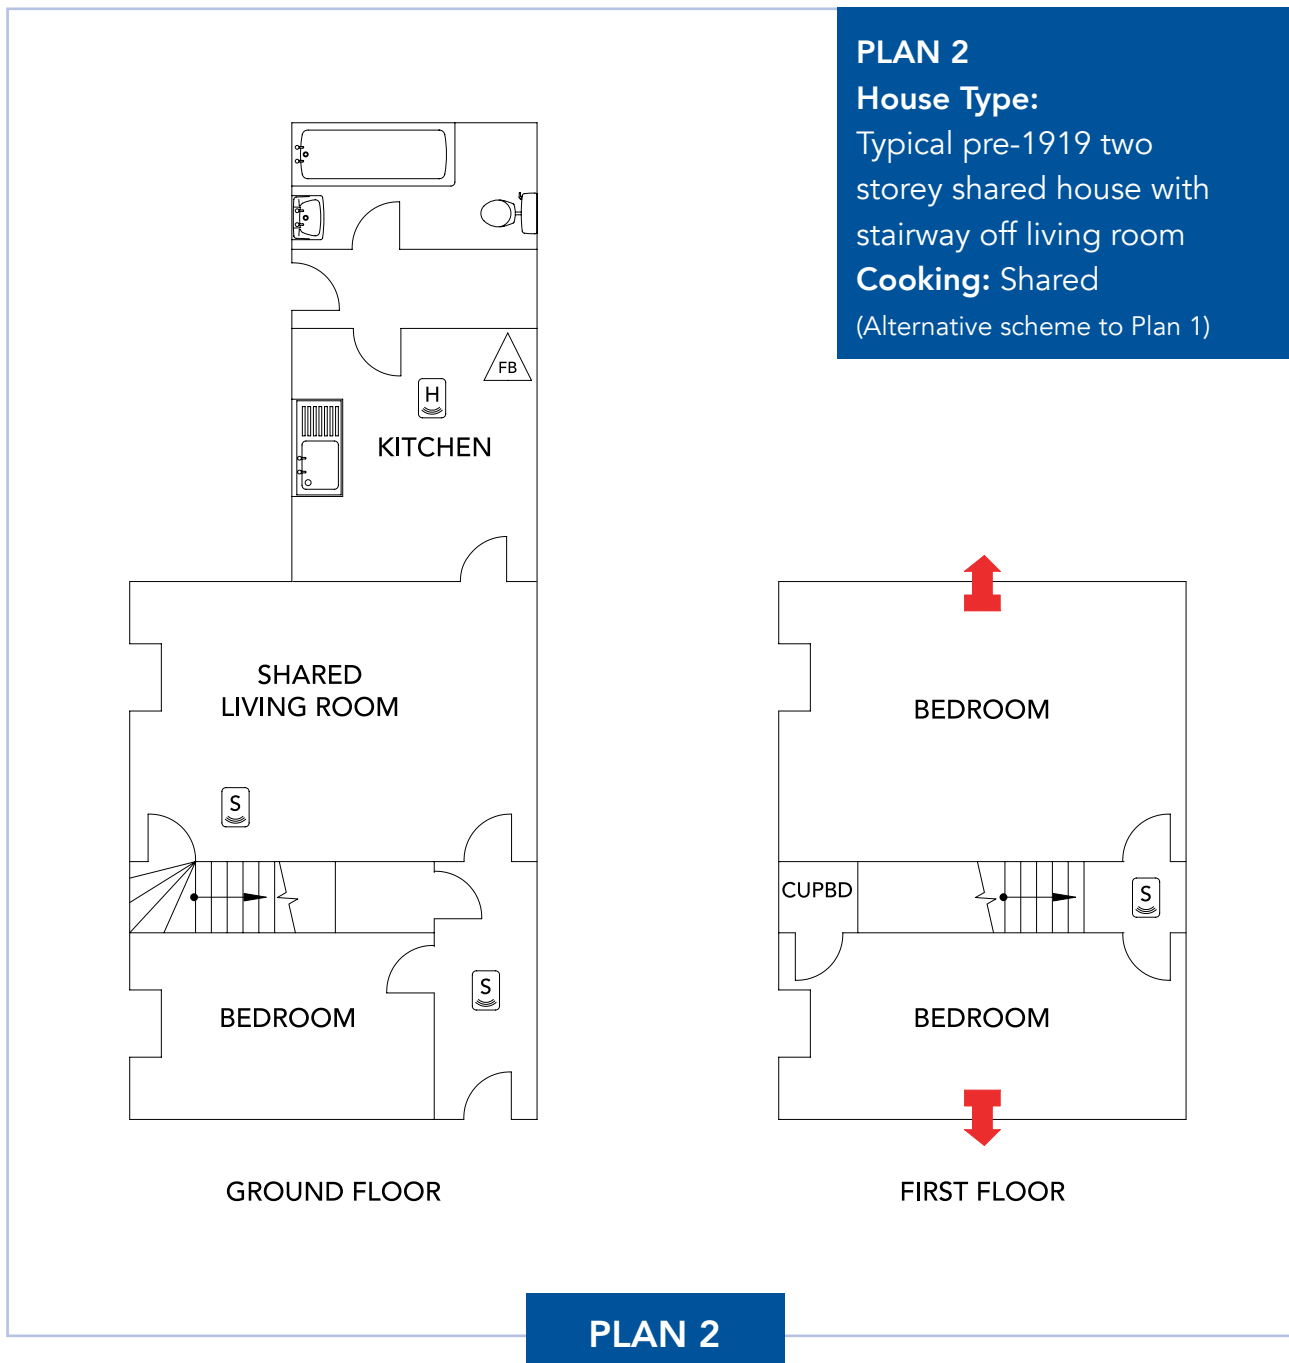 PLAN 2
House Type:
Typical pre-1919 two
storey shared house with
stairway off living room
Cooking: Shared
(Alternative scheme to Plan 1)
FB
H
KITCHEN
SHARED
LIVING ROOM
S
BEDROOM
S
GROUND FLOOR
BEDROOM
CUPBD
S
BEDROOM
FIRST FLOOR
PLAN 2